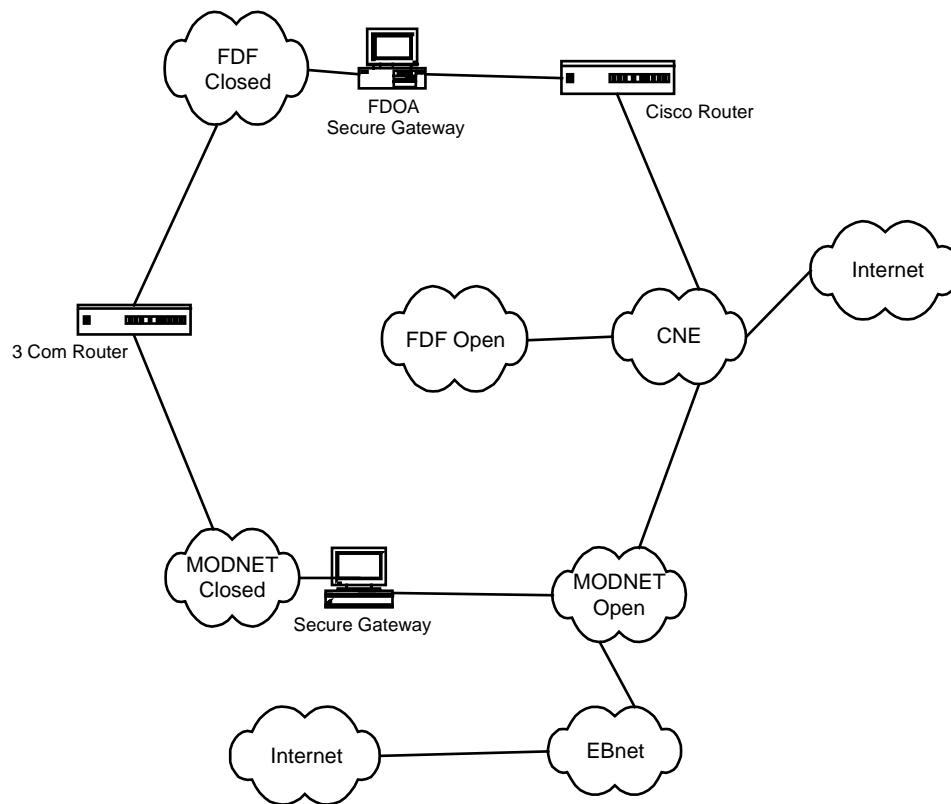 FDF
Closed
FDOA
Secure Gateway
Cisco Router
Internet
FDF Open
CNE
3 Com Router
MODNET
Closed
Secure Gateway
MODNET
Open
Internet
EBnet